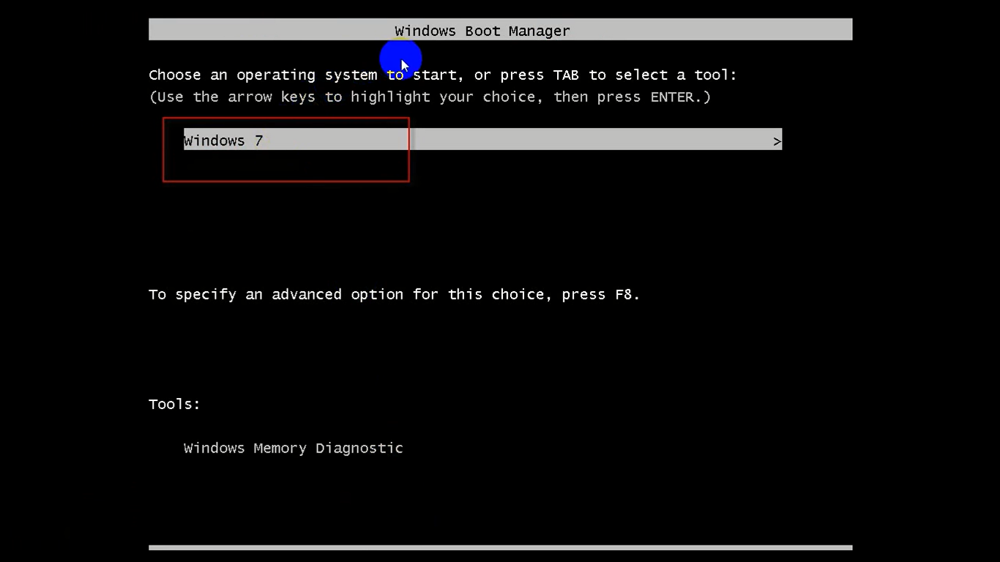 Windows Boot Manager
Choose an operating system to start, or press TAB to select a tool:
(Use the arrow keys to highlight your choice, then press ENTER.)
Windows 7 >
To specify an advanced option for this choice, press F8.
Tools:
Windows Memory Diagnostic